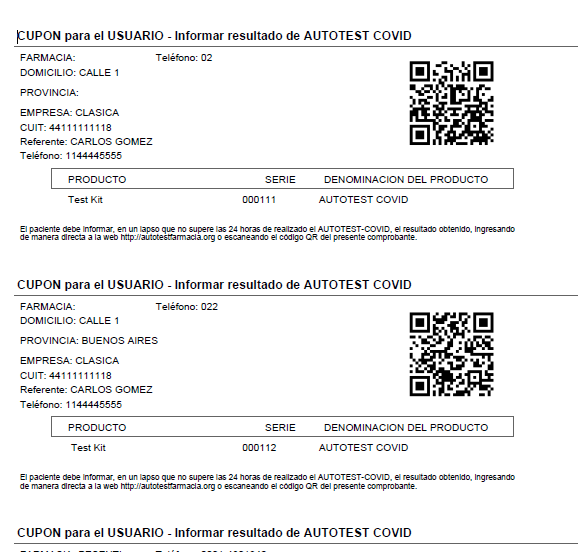 CUPON para el USUARIO - Informar resultado de AUTOTEST COVID
FARMACIA: Teléfono: 02
DOMICILIO: CALLE 1
PROVINCIA:
EMPRESA: CLASICA
CUIT: 44111111118
Referente: CARLOS GOMEZ
Teléfono: 1144445555
PRODUCTO SERIE DENOMINACION DEL PRODUCTO
Test Kit 000111 AUTOTEST COVID
El paciente debe informar, en un lapso que no supere las 24 horas de realizado el AUTOTEST-COVID, el resultado obtenido, ingresando
de manera directa a la web http://autotestfarmacia.org o escaneando el código QR del presente comprobante.
CUPON para el USUARIO - Informar resultado de AUTOTEST COVID
FARMACIA: Teléfono: 022
DOMICILIO: CALLE 1
PROVINCIA: BUENOS AIRES
EMPRESA: CLASICA
CUIT: 44111111118
Referente: CARLOS GOMEZ
Teléfono: 1144445555
PRODUCTO SERIE DENOMINACION DEL PRODUCTO
Test Kit 000112 AUTOTEST COVID
El paciente debe informar, en un lapso que no supere las 24 horas de realizado el AUTOTEST-COVID, el resultado obtenido, ingresando
de manera directa a la web http://autotestfarmacia.org o escaneando el código QR del presente comprobante.
CUPON para el USUARIO - Informar resultado de AUTOTEST COVID